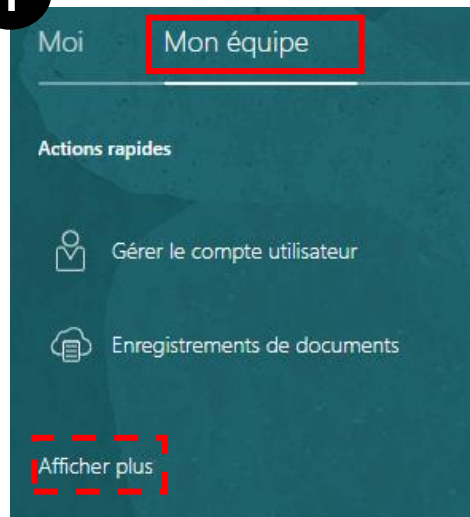 Moi Mon équipe
Actions rapides
Gérer le compte utilisateur
Enregistrements de documents
Afficher plus